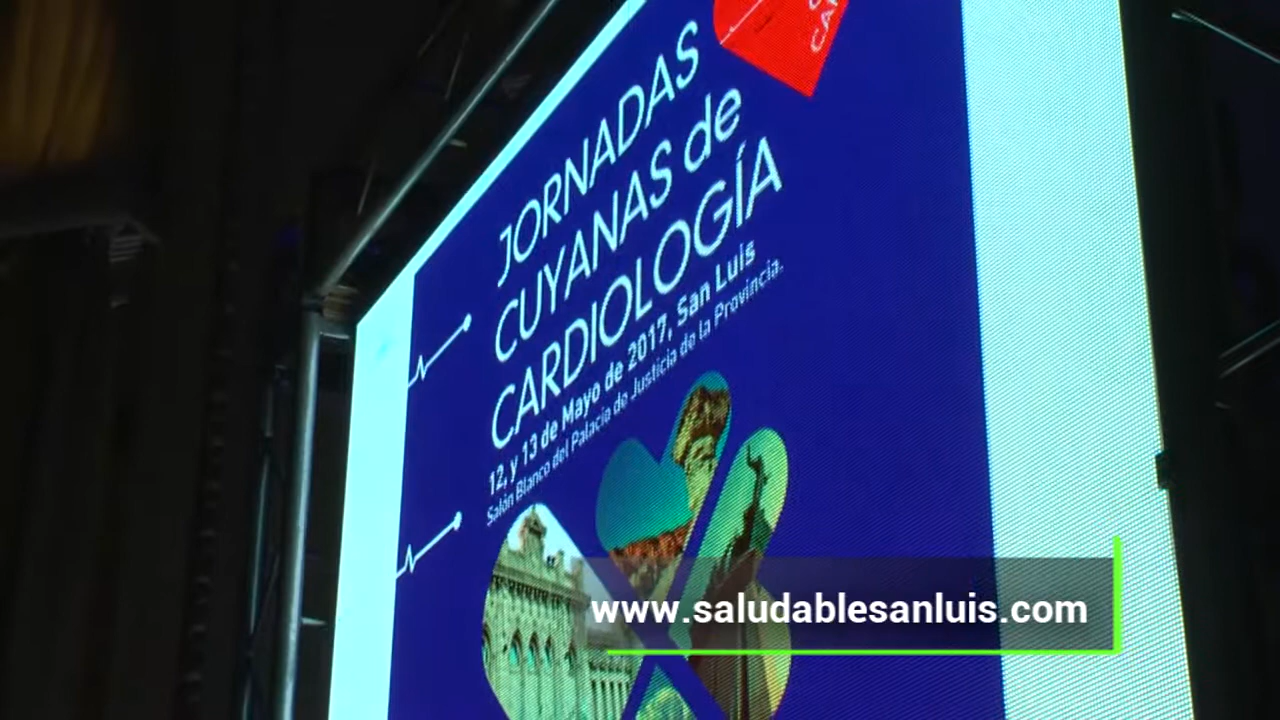 JORNADAS
CUYANAS de
CARDIOLOGÍA
12, y 13 de Mayo de 2017, San Luis
Salón Blanco del Palacio de Justicia de la Provincia.
www.saludablesanluis.com